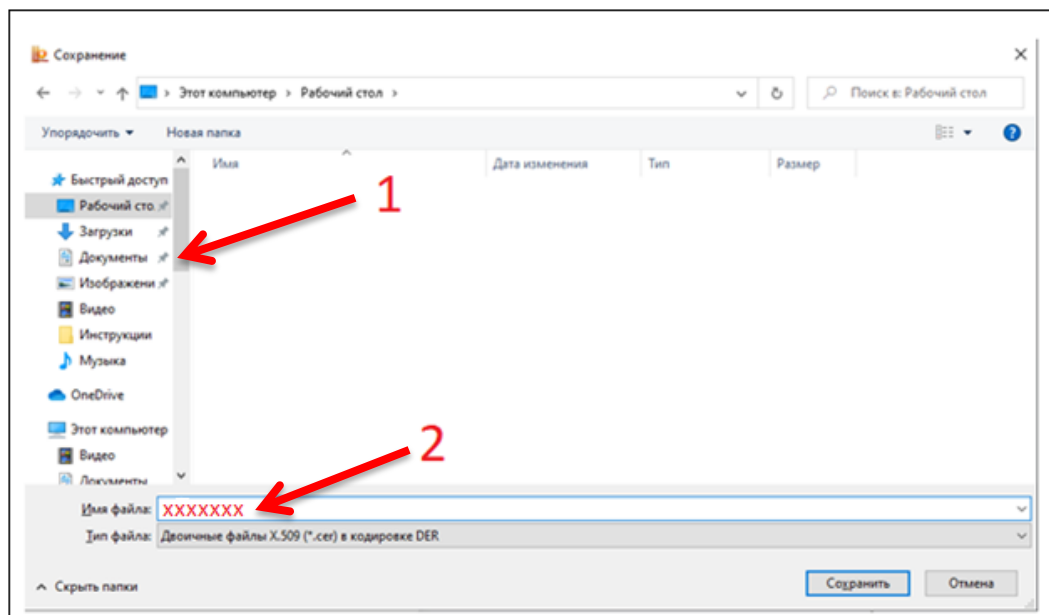 Сохранение
Этот компьютер > Рабочий стол >
Поиск в: Рабочий стол
Упорядочить
Новая папка
Имя
Дата изменения
Тип
Размер
1
Быстрый доступ
Рабочий сто
Загрузки
Документы
Изображени
Видео
Инструкции
Музыка
OneDrive
Этот компьютер
Видео
Документы
2
Имя файла: XXXXXXX
Тип файла: Двоичные файлы X.509 (*.cer) в кодировке DER
Скрыть папки
Сохранить
Отмена